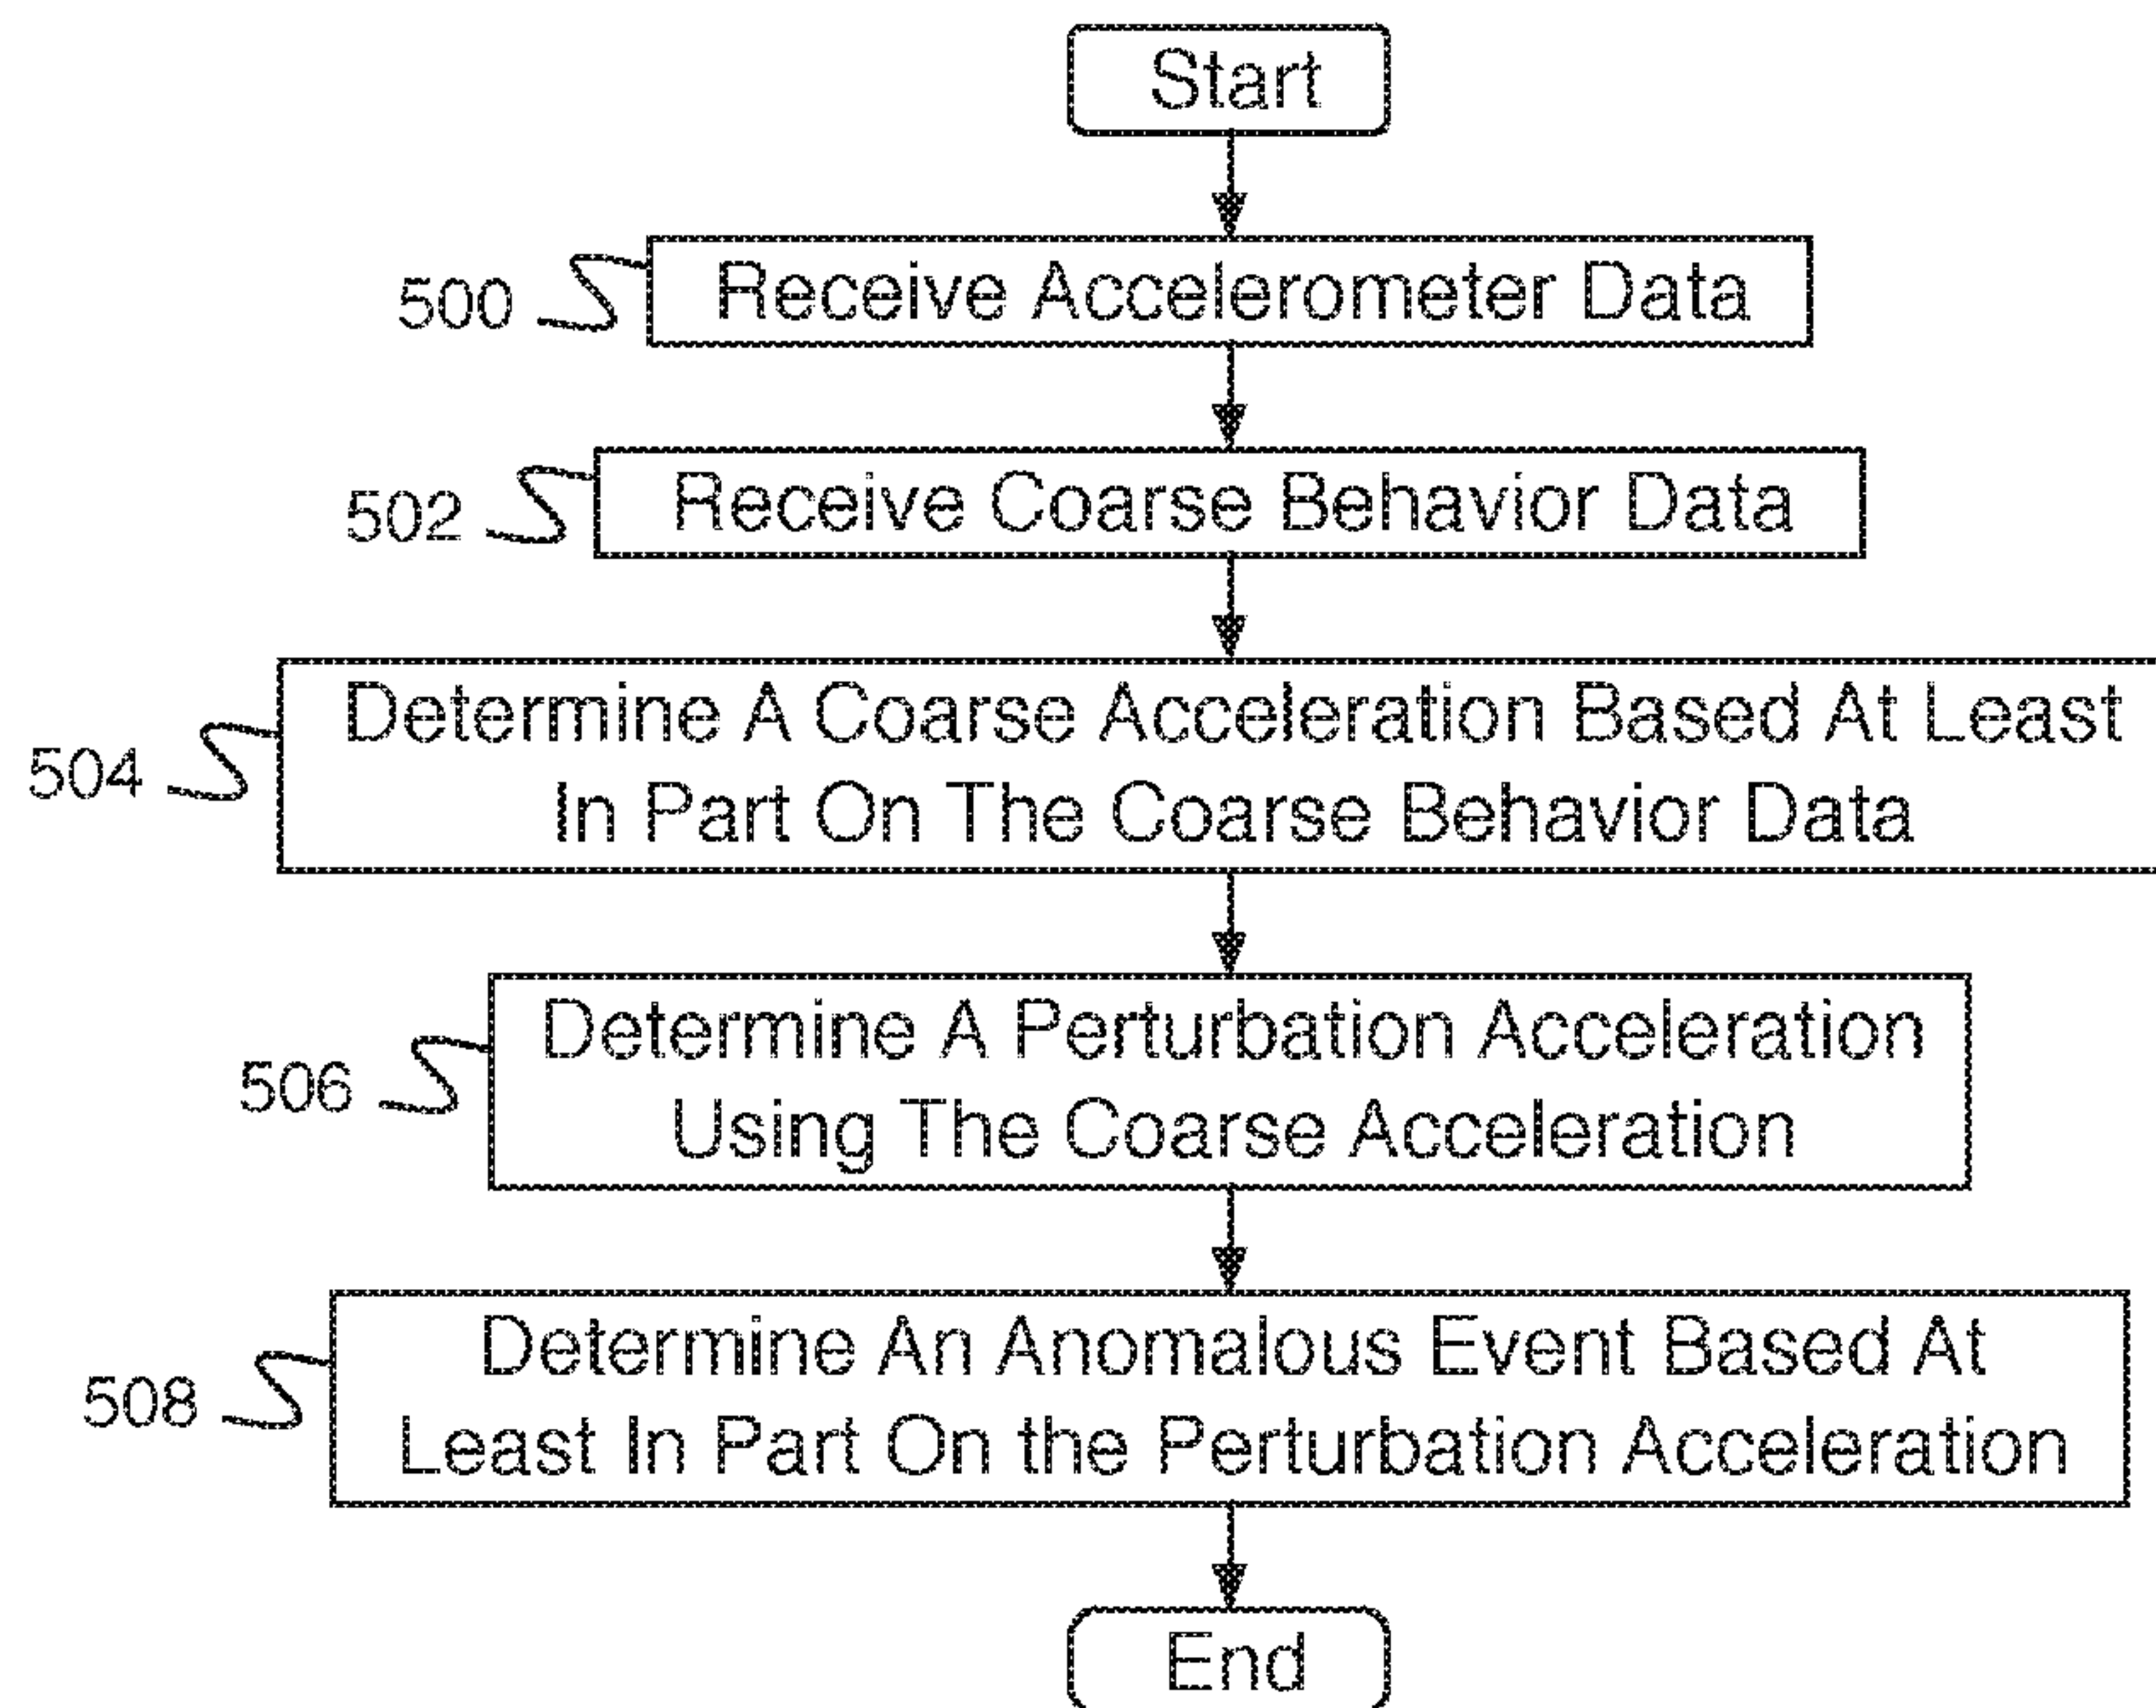 Start
500
Receive Accelerometer Data
502
Receive Coarse Behavior Data
504
Determine A Coarse Acceleration Based At Least
In Part On The Coarse Behavior Data
506
Determine A Perturbation Acceleration
Using The Coarse Acceleration
508
Determine An Anomalous Event Based At
Least In Part On the Perturbation Acceleration
End